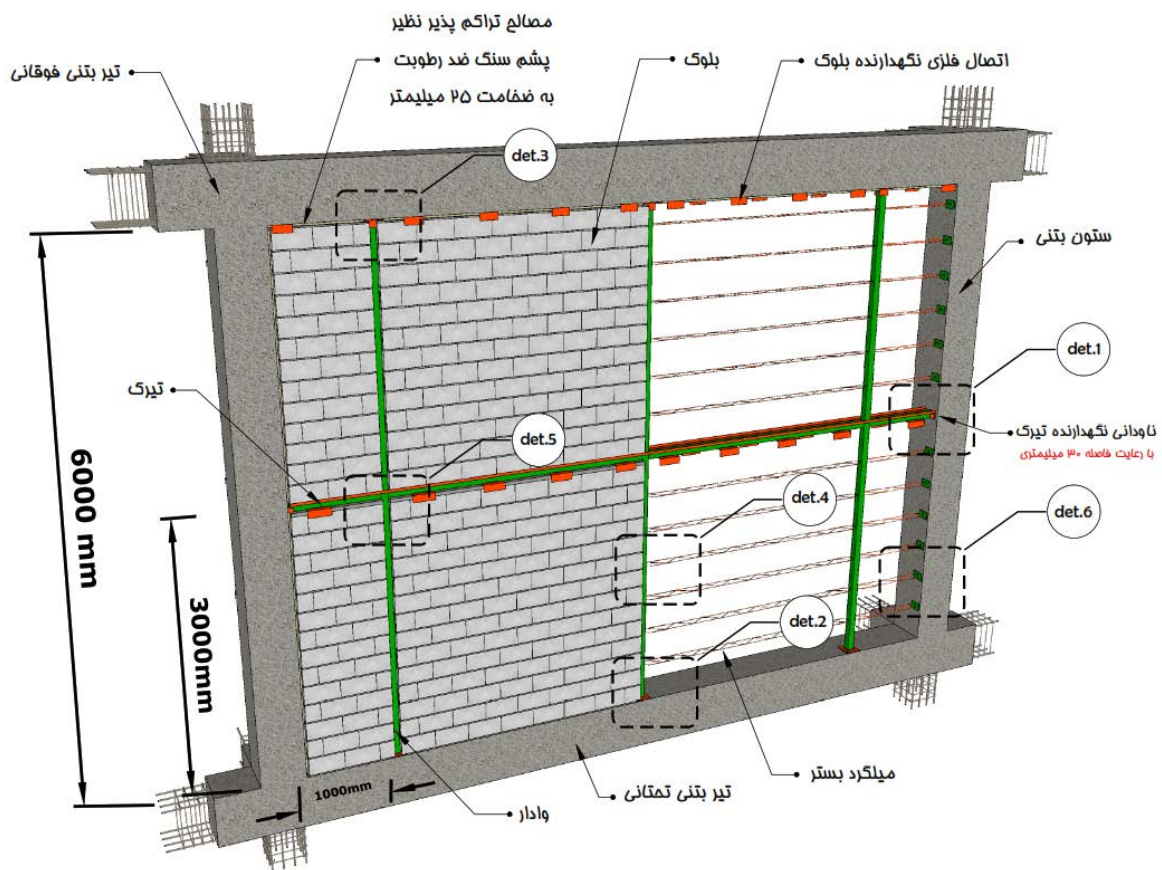 مصالح تراکم پذیر نظیر
پشم سنگ ضد رطوبت
به ضخامت ۲۵ میلیمتر
بلوک
اتصال فلزی نگهدارنده بلوک
تیر بتنی فوقانی
det.3
ستون بتنی
det.1
ناودانی نگهدارنده تیرک
با رعایت فاصله ۳۰ میلیمتری
تیرک
det.5
det.4
det.6
6000 mm
3000mm
det.2
1000mm
وادار
تیر بتنی تحتانی
میلگرد بستر